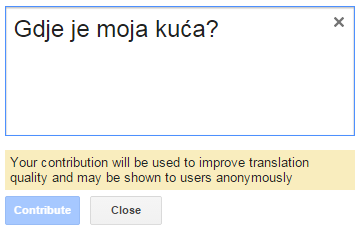 Gdje je moja kuća?
Your contribution will be used to improve translation
quality and may be shown to users anonymously
Contribute Close